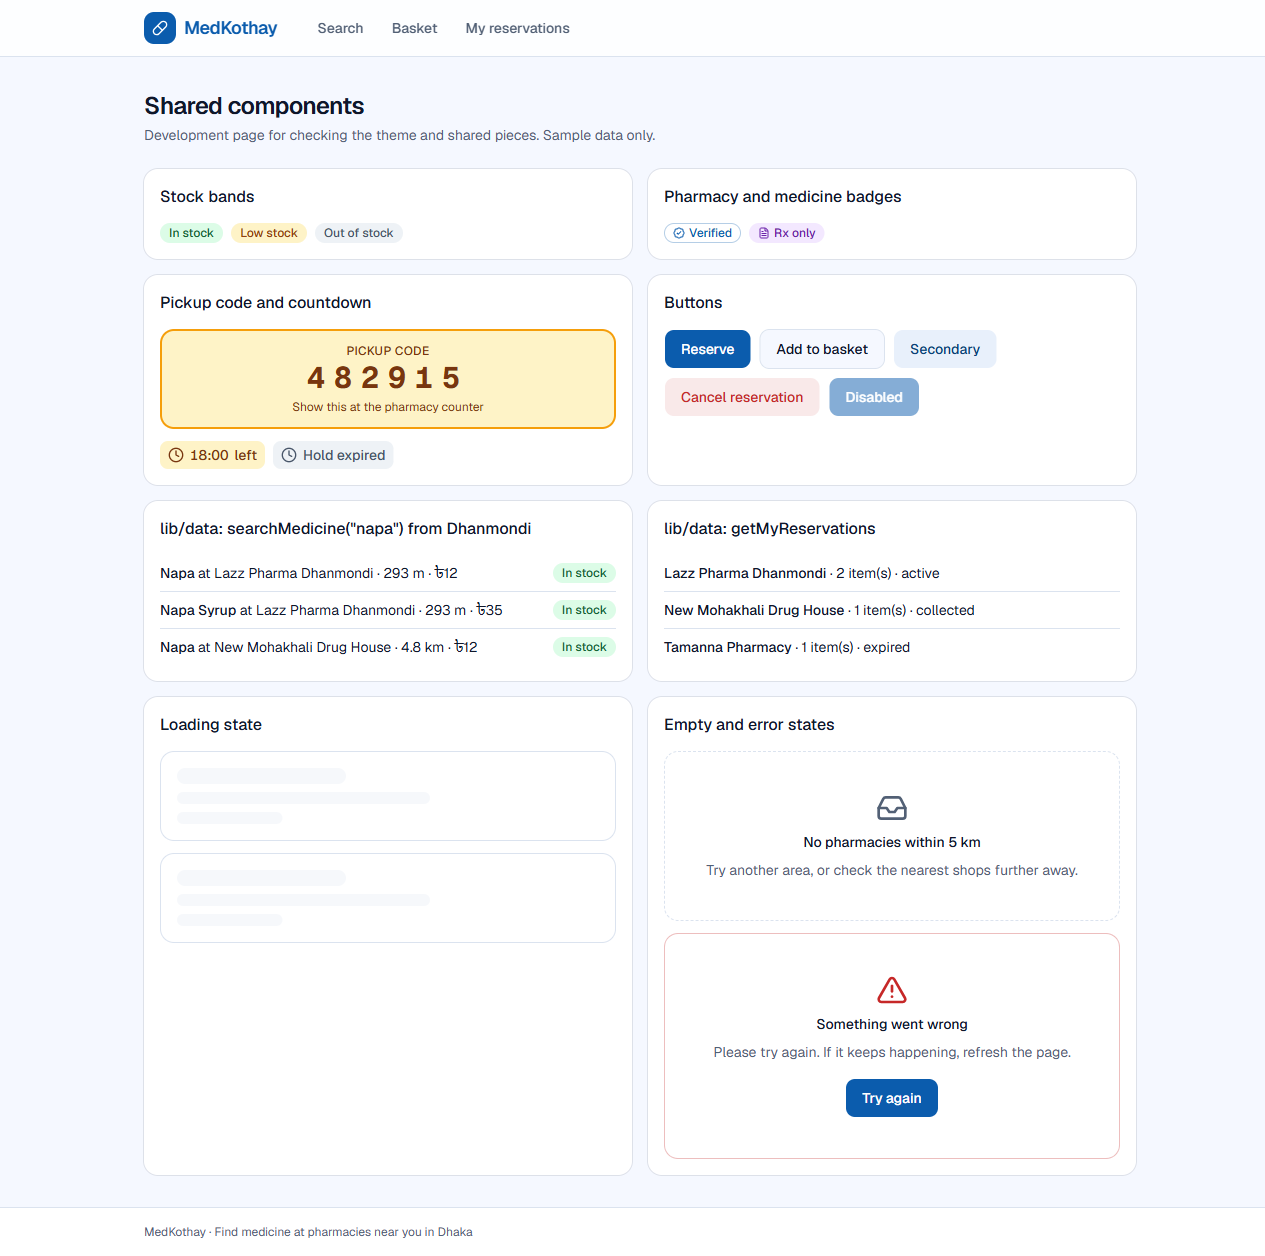 MedKothay
Search
Basket
My reservations
Shared components
Development page for checking the theme and shared pieces. Sample data only.
Stock bands
In stock
Low stock
Out of stock
Pharmacy and medicine badges
Verified
Rx only
Pickup code and countdown
PICKUP CODE
482915
Show this at the pharmacy counter
18:00 left
Hold expired
Buttons
Reserve
Add to basket
Secondary
Cancel reservation
Disabled
lib/data: searchMedicine("napa") from Dhanmondi
Napa at Lazz Pharma Dhanmondi · 293 m · ৳12
In stock
Napa Syrup at Lazz Pharma Dhanmondi · 293 m · ৳35
In stock
Napa at New Mohakhali Drug House · 4.8 km · ৳12
In stock
lib/data: getMyReservations
Lazz Pharma Dhanmondi · 2 item(s) · active
New Mohakhali Drug House · 1 item(s) · collected
Tamanna Pharmacy · 1 item(s) · expired
Loading state
Empty and error states
No pharmacies within 5 km
Try another area, or check the nearest shops further away.
Something went wrong
Please try again. If it keeps happening, refresh the page.
Try again
MedKothay · Find medicine at pharmacies near you in Dhaka